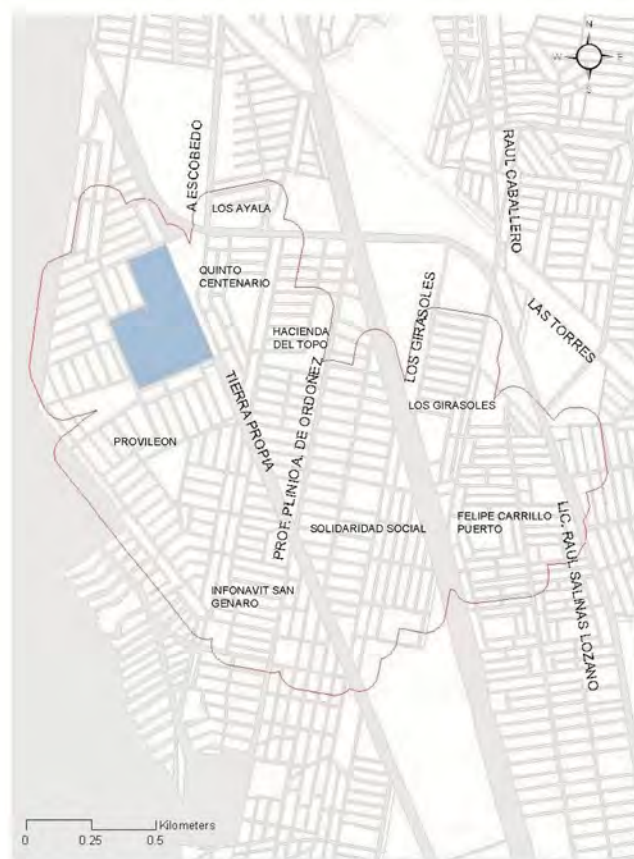 N
W E
A ESCOBEDO
RAUL CABALLERO
LOS AYALA
QUINTO
CENTENARIO
HACIENDA
DEL TOPO
LOS GIRASOLES
LAS TORRES
LOS GIRASOLES
TIERRA PROPIA
PROF. PLINIO A. DE ORDOÑEZ
PROVILEON
SOLIDARIDAD SOCIAL
FELIPE CARRILLO
PUERTO
LIC. RAUL SALINAS LOZANO
INFONAVIT SAN
GENARO
Kilometers
0 0.25 0.5